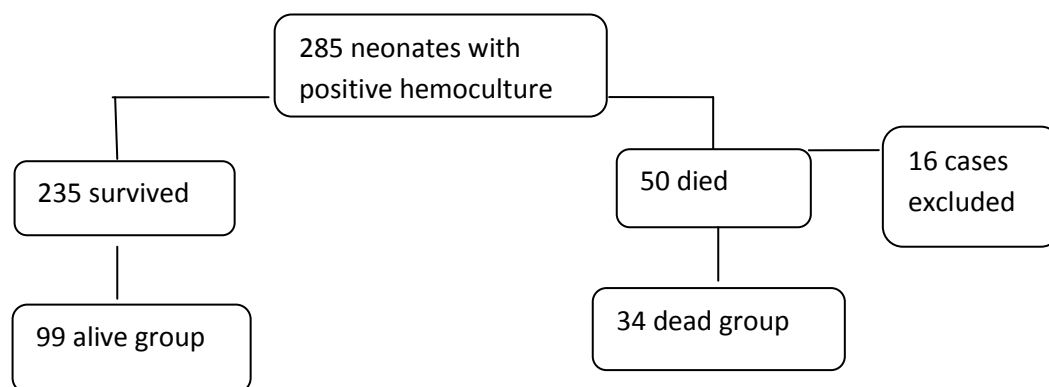 285 neonates with
positive hemoculture
235 survived
50 died
16 cases
excluded
99 alive group
34 dead group